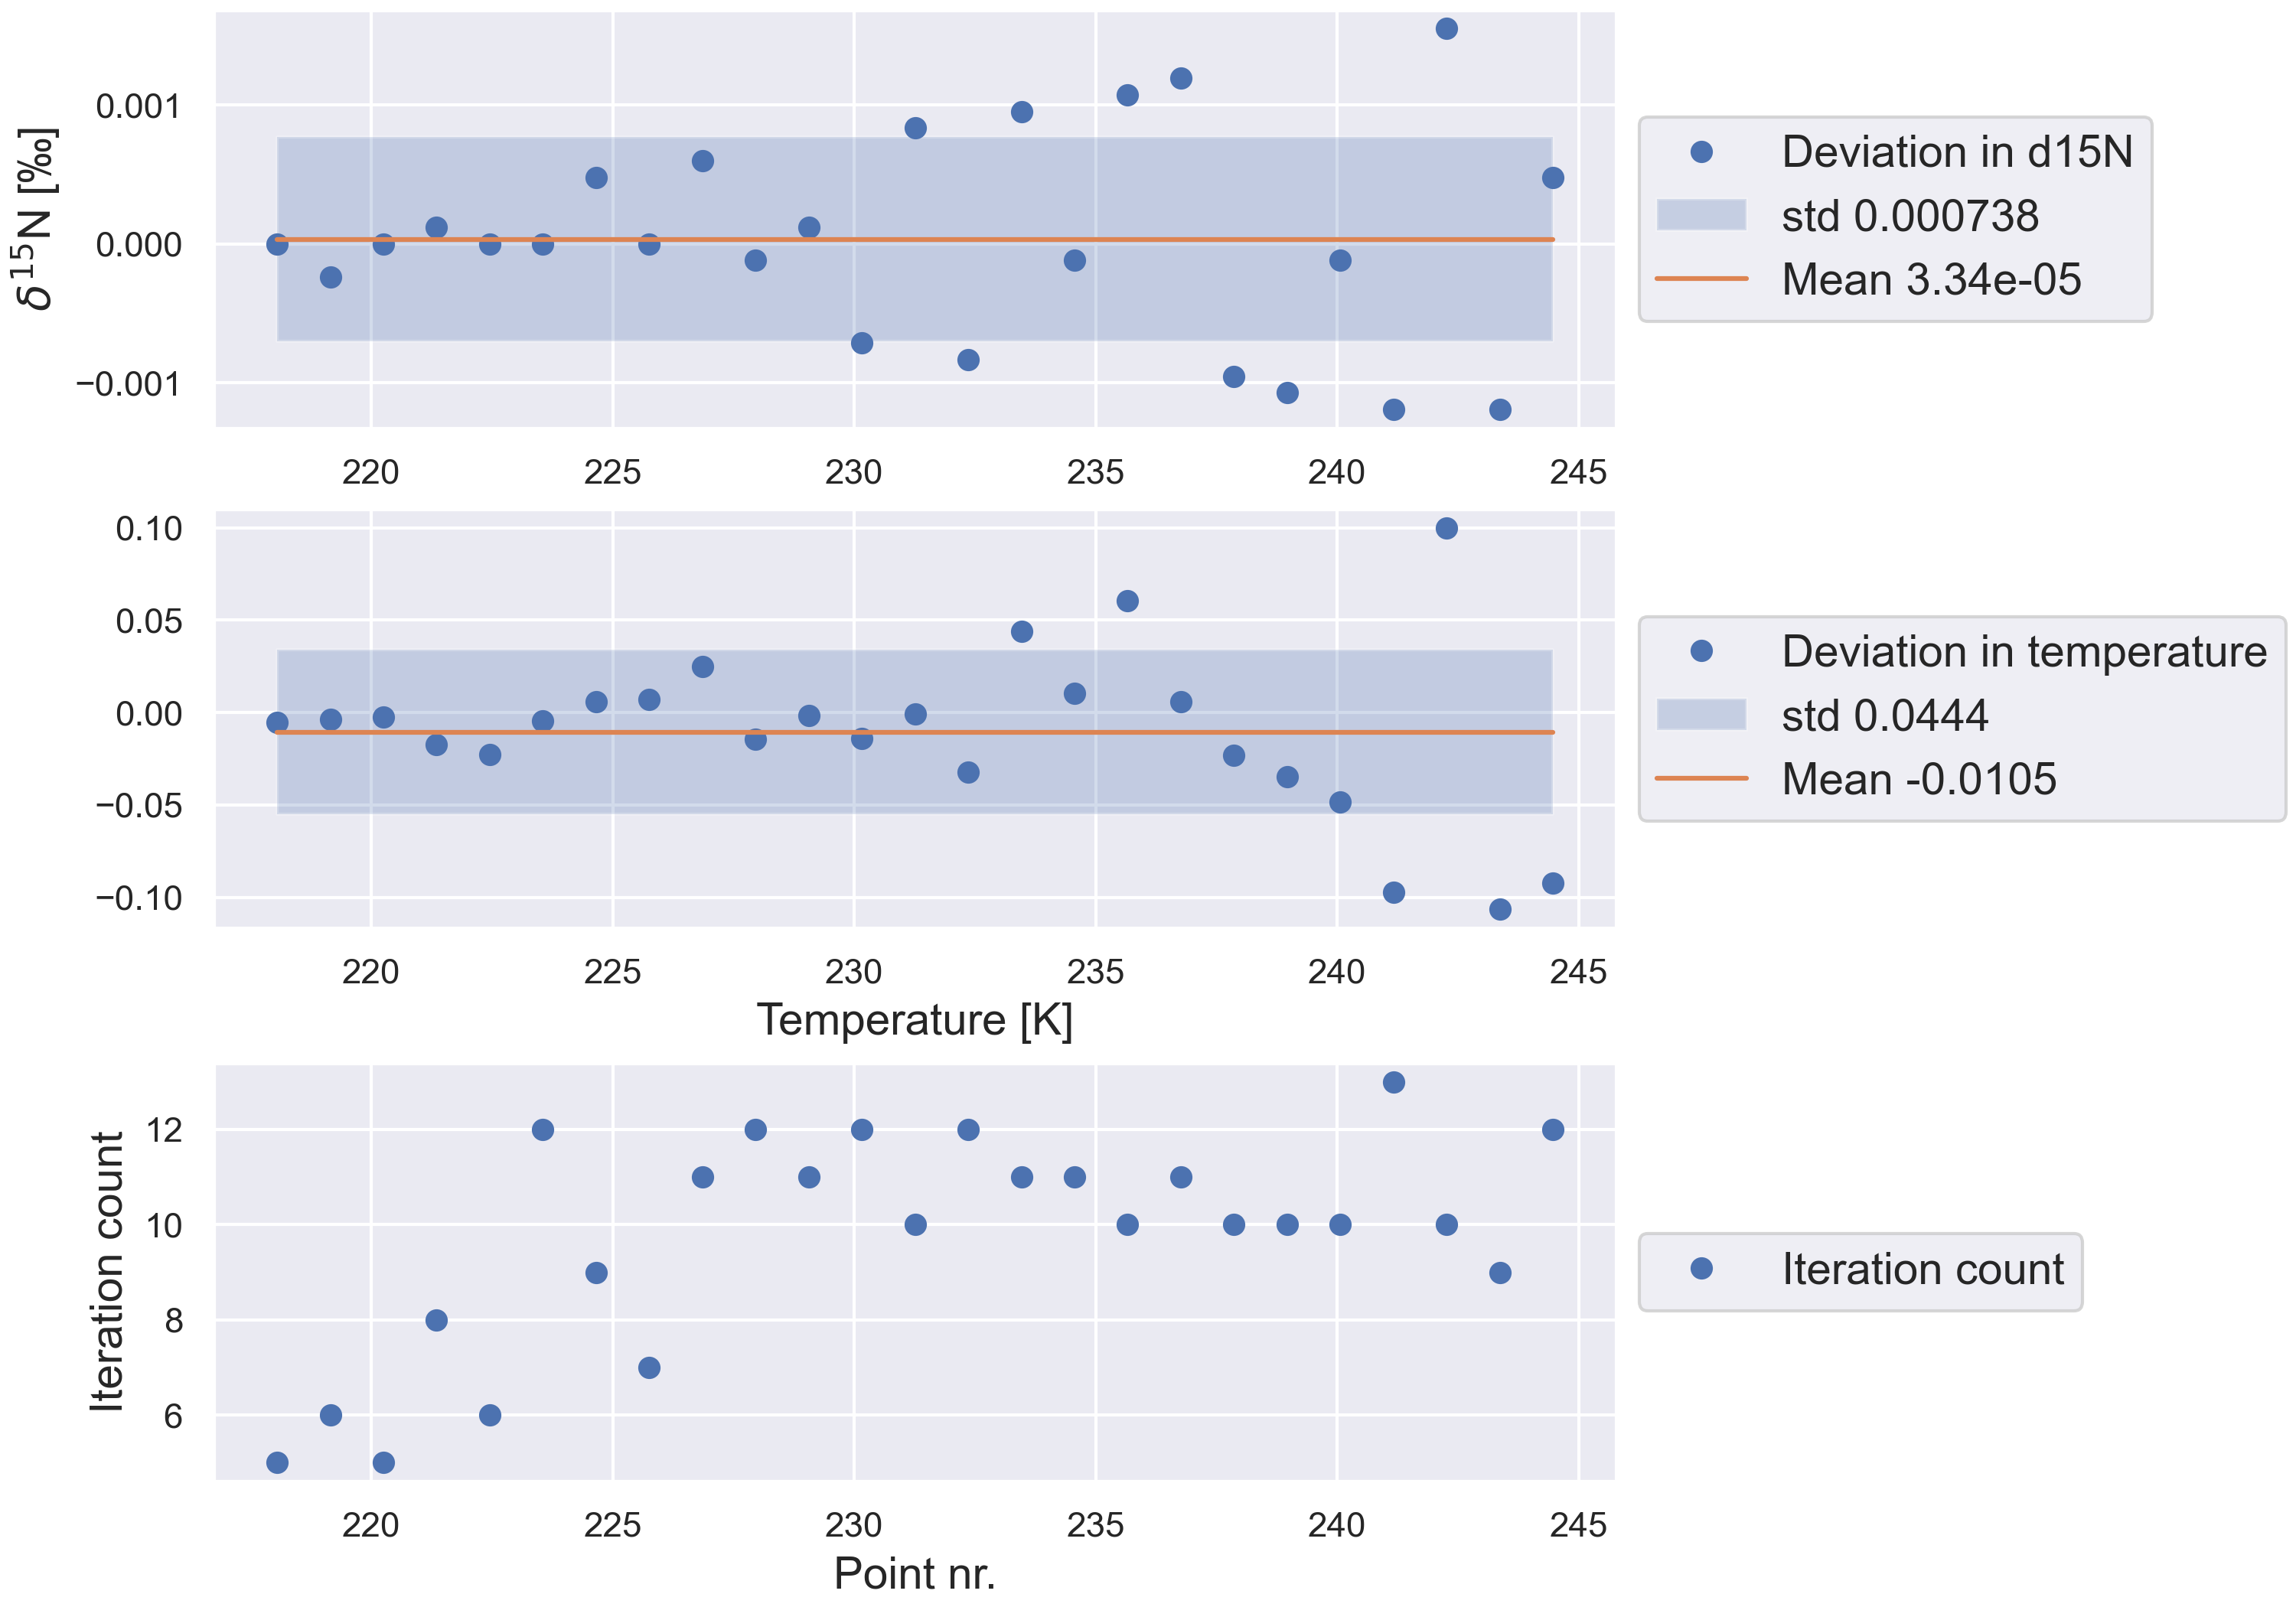 0.001
0.000
−0.001
δ¹⁵N [‰]
220 225 230 235 240 245
Deviation in d15N
std 0.000738
Mean 3.34e-05
0.10
0.05
0.00
−0.05
−0.10
220 225 230 235 240 245
Temperature [K]
Deviation in temperature
std 0.0444
Mean -0.0105
12
10
8
6
Iteration count
220 225 230 235 240 245
Point nr.
Iteration count